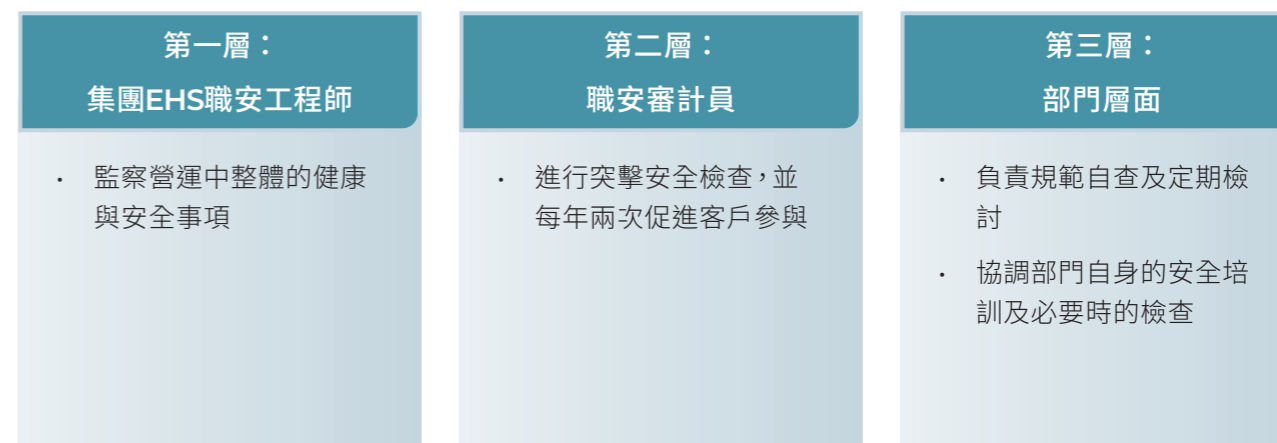 第一層：
集團EHS職安工程師
• 監察營運中整體的健康
與安全事項
第二層：
職安審計員
• 進行突擊安全檢查，並
每年兩次促進客戶參與
第三層：
部門層面
• 負責規範自查及定期檢
討
• 協調部門自身的安全培
訓及必要時的檢查